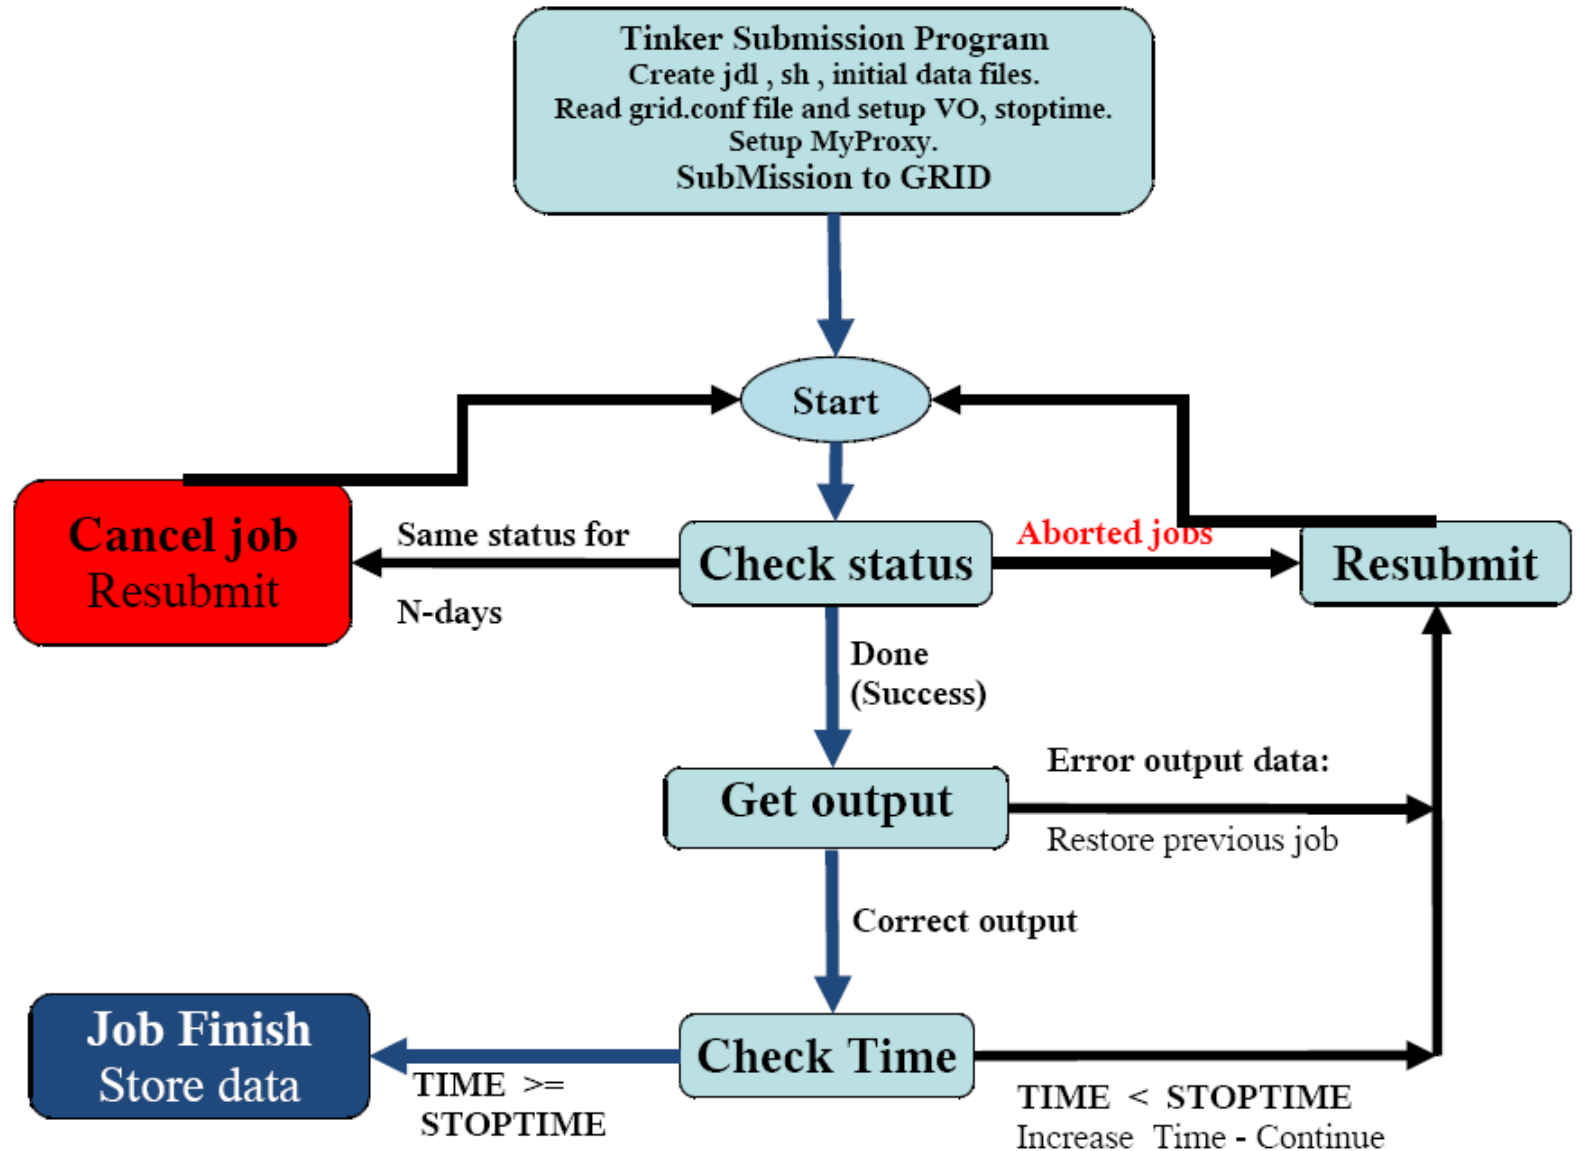 Tinker Submission Program
Create jdl , sh , initial data files.
Read grid.conf file and setup VO, stoptime.
Setup MyProxy.
SubMission to GRID
Start
Cancel job
Resubmit
Same status for
N-days
Check status
Aborted jobs
Resubmit
Done
(Success)
Get output
Error output data:
Restore previous job
Correct output
Job Finish
Store data
TIME >=
STOPTIME
Check Time
TIME < STOPTIME
Increase Time - Continue